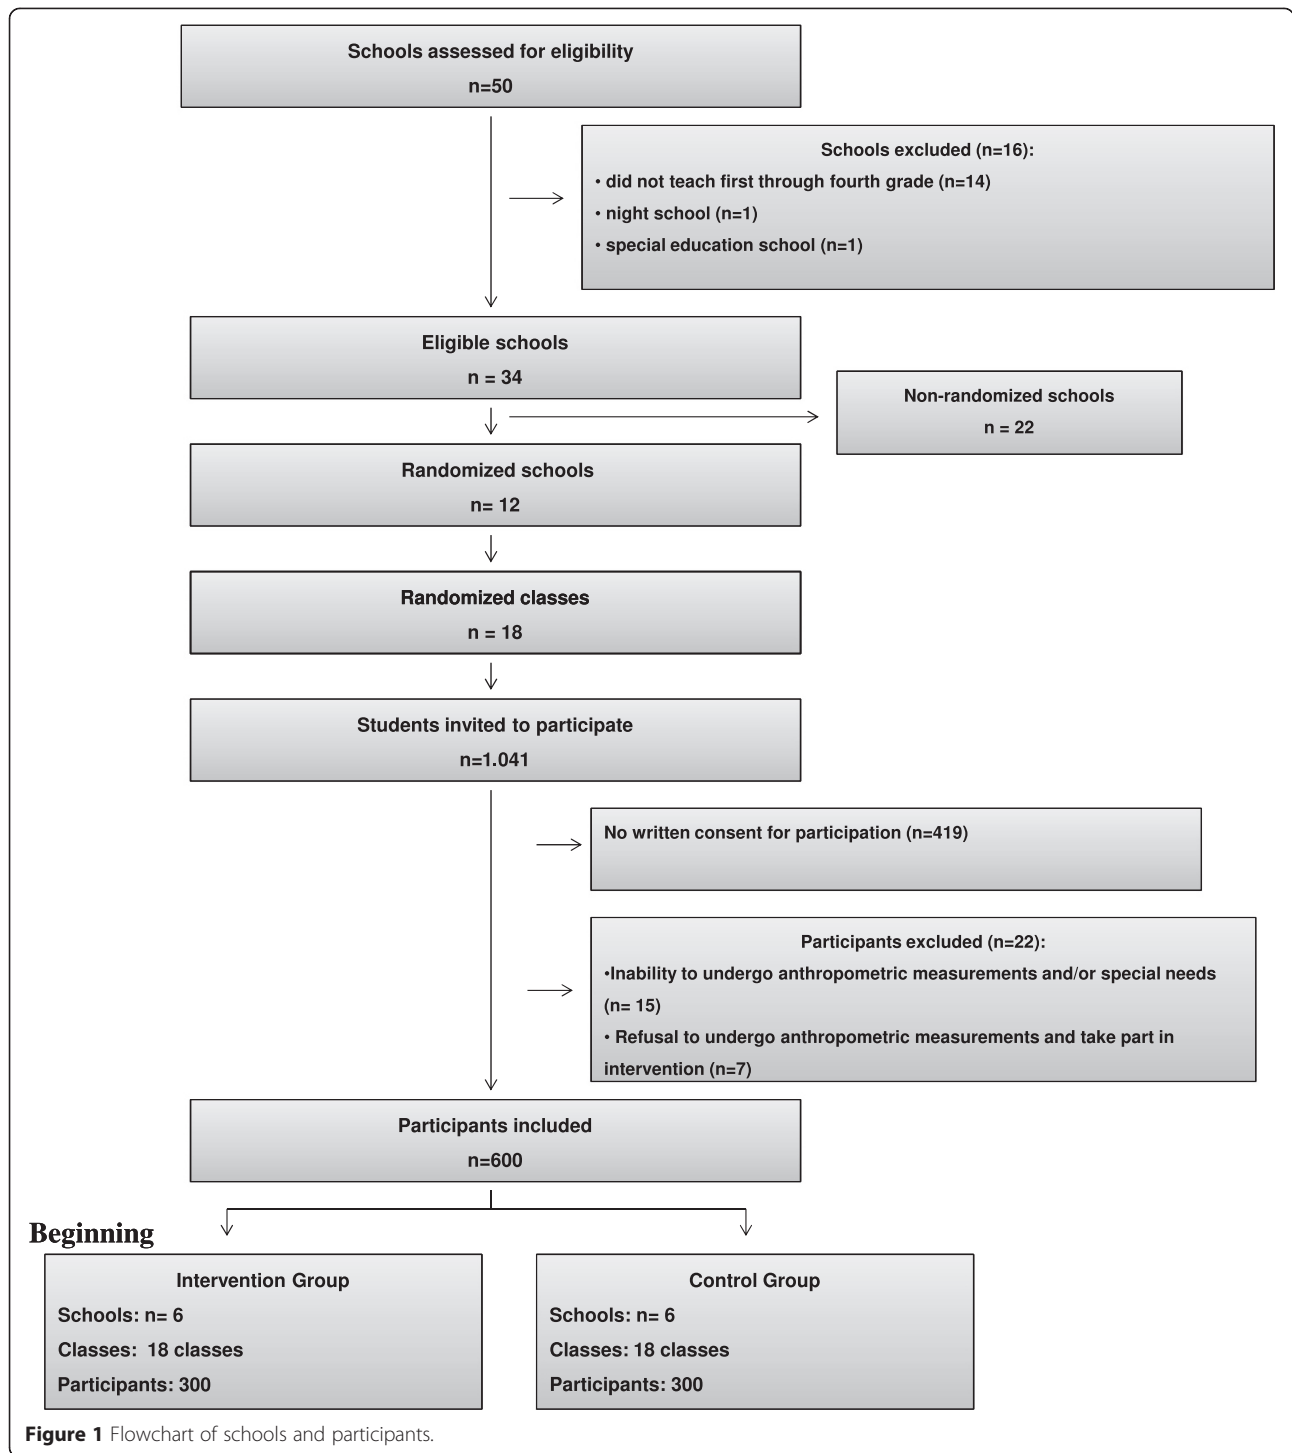 Schools assessed for eligibility
n=50
Schools excluded (n=16):
• did not teach first through fourth grade (n=14)
• night school (n=1)
• special education school (n=1)
Eligible schools
n = 34
Non-randomized schools
n = 22
Randomized schools
n= 12
Randomized classes
n = 18
Students invited to participate
n=1.041
No written consent for participation (n=419)
Participants excluded (n=22):
•Inability to undergo anthropometric measurements and/or special needs
(n= 15)
• Refusal to undergo anthropometric measurements and take part in
intervention (n=7)
Participants included
n=600
Beginning
Intervention Group
Schools: n= 6
Classes: 18 classes
Participants: 300
Control Group
Schools: n= 6
Classes: 18 classes
Participants: 300
Figure 1 Flowchart of schools and participants.